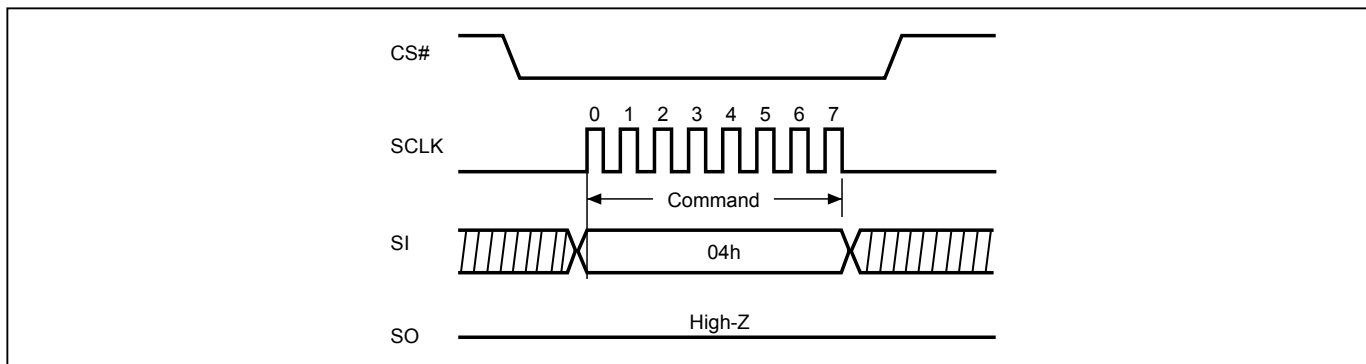 CS#
0 1 2 3 4 5 6 7
SCLK
Command
SI
04h
High-Z
SO